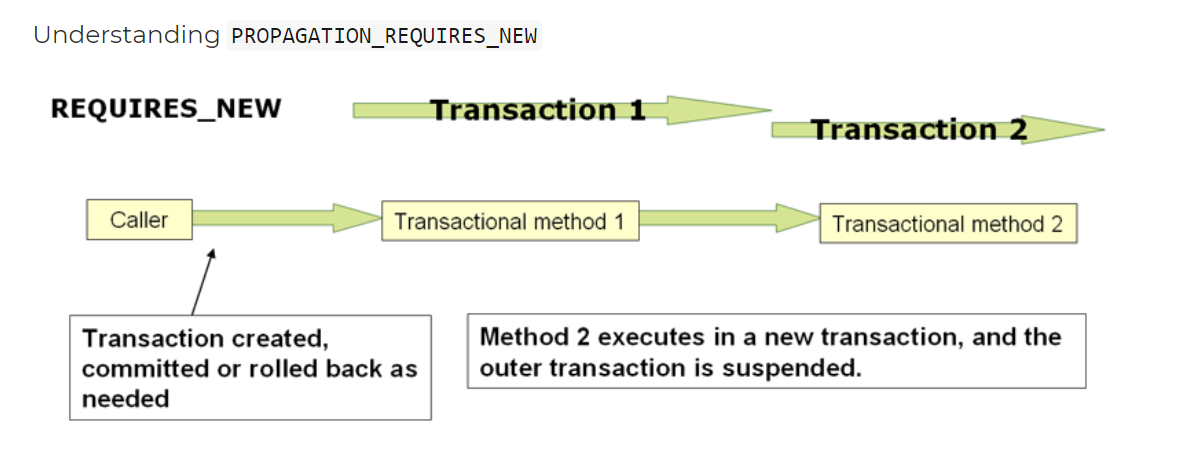 Understanding PROPAGATION_REQUIRES_NEW
REQUIRES_NEW
Transaction 1
Transaction 2
Caller
Transactional method 1
Transactional method 2
Transaction created,
committed or rolled back as
needed
Method 2 executes in a new transaction, and the
outer transaction is suspended.